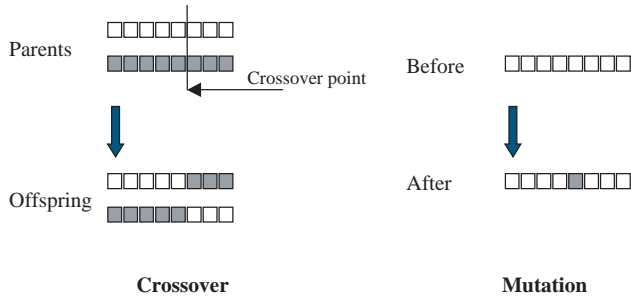 Parents
Crossover point
Offspring
Crossover
Before
After
Mutation